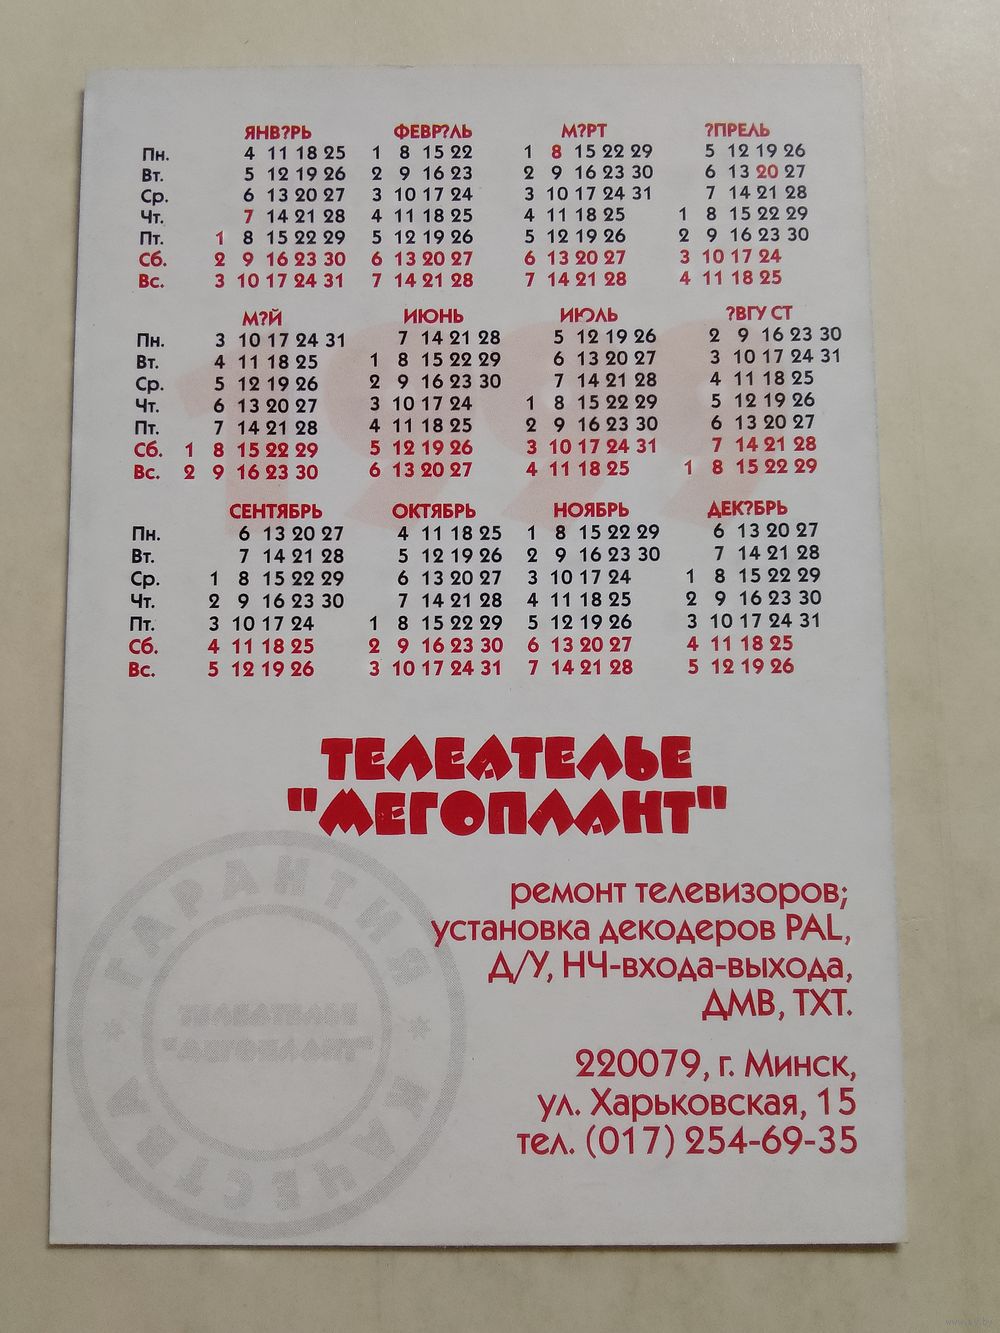 ЯНВ?РЬ ФЕВР?ЛЬ М?РТ ?ПРЕЛЬ
Пн. 4 11 18 25 1 8 15 22 1 8 15 22 29 5 12 19 26
Вт. 5 12 19 26 2 9 16 23 2 9 16 23 30 6 13 20 27
Ср. 6 13 20 27 3 10 17 24 3 10 17 24 31 7 14 21 28
Чт. 7 14 21 28 4 11 18 25 4 11 18 25 1 8 15 22 29
Пт. 1 8 15 22 29 5 12 19 26 5 12 19 26 2 9 16 23 30
Сб. 2 9 16 23 30 6 13 20 27 6 13 20 27 3 10 17 24
Вс. 3 10 17 24 31 7 14 21 28 7 14 21 28 4 11 18 25
1999
М?Й ИЮНЬ ИЮЛЬ ?ВГУ СТ
Пн. 3 10 17 24 31 7 14 21 28 5 12 19 26 2 9 16 23 30
Вт. 4 11 18 25 1 8 15 22 29 6 13 20 27 3 10 17 24 31
Ср. 5 12 19 26 2 9 16 23 30 7 14 21 28 4 11 18 25
Чт. 6 13 20 27 3 10 17 24 1 8 15 22 29 5 12 19 26
Пт. 7 14 21 28 4 11 18 25 2 9 16 23 30 6 13 20 27
Сб. 1 8 15 22 29 5 12 19 26 3 10 17 24 31 7 14 21 28
Вс. 2 9 16 23 30 6 13 20 27 4 11 18 25 1 8 15 22 29
СЕНТЯБРЬ ОКТЯБРЬ НОЯБРЬ ДЕК?БРЬ
Пн. 6 13 20 27 4 11 18 25 1 8 15 22 29 6 13 20 27
Вт. 7 14 21 28 5 12 19 26 2 9 16 23 30 7 14 21 28
Ср. 1 8 15 22 29 6 13 20 27 3 10 17 24 1 8 15 22 29
Чт. 2 9 16 23 30 7 14 21 28 4 11 18 25 2 9 16 23 30
Пт. 3 10 17 24 1 8 15 22 29 5 12 19 26 3 10 17 24 31
Сб. 4 11 18 25 2 9 16 23 30 6 13 20 27 4 11 18 25
Вс. 5 12 19 26 3 10 17 24 31 7 14 21 28 5 12 19 26
ТЕЛЕАТЕЛЬЕ
"МЕГОПЛАНТ"
ремонт телевизоров;
установка декодеров PAL,
Д/У, НЧ-входа-выхода,
ДМВ, ТХТ.
220079, г. Минск,
ул. Харьковская, 15
тел. (017) 254-69-35
ГАРАНТИЯ КАЧЕСТВА
ТЕЛЕАТЕЛЬЕ
"МЕГОПЛАНТ"